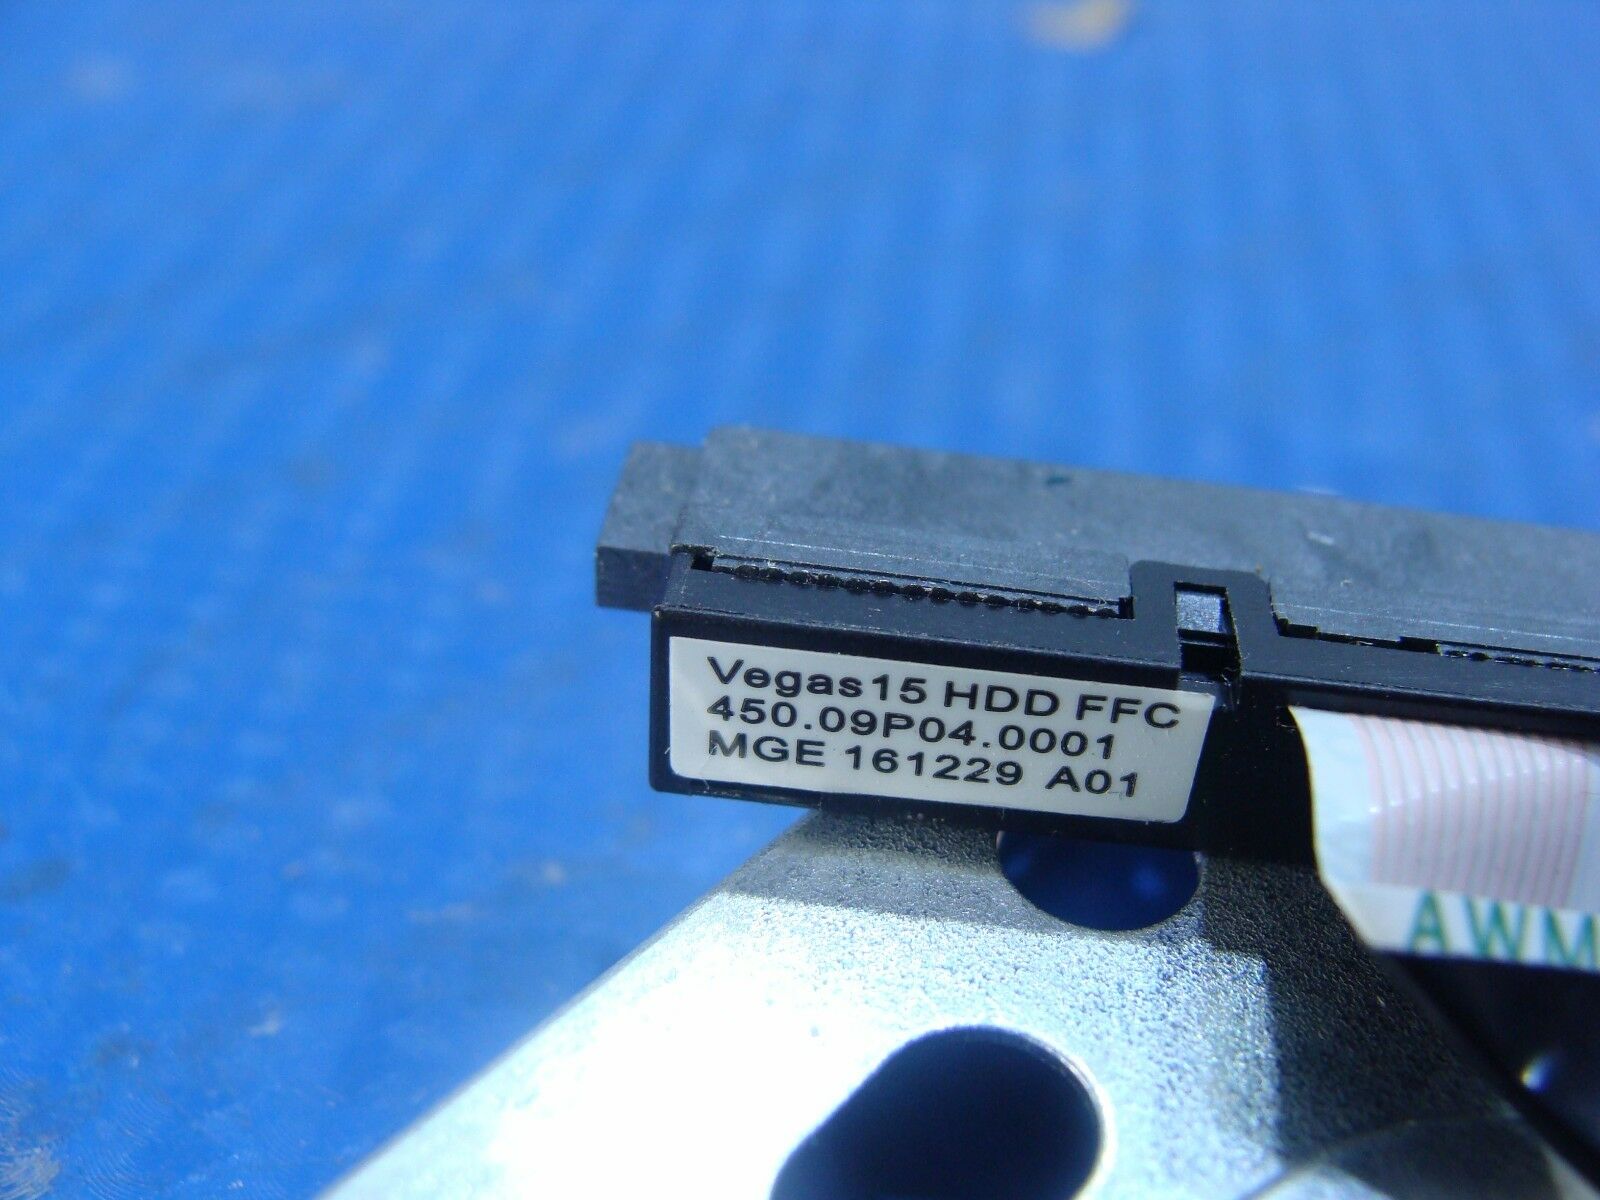 Vegas15 HDD FFC
450.09P04.0001
MGE 161229 A01
AWM